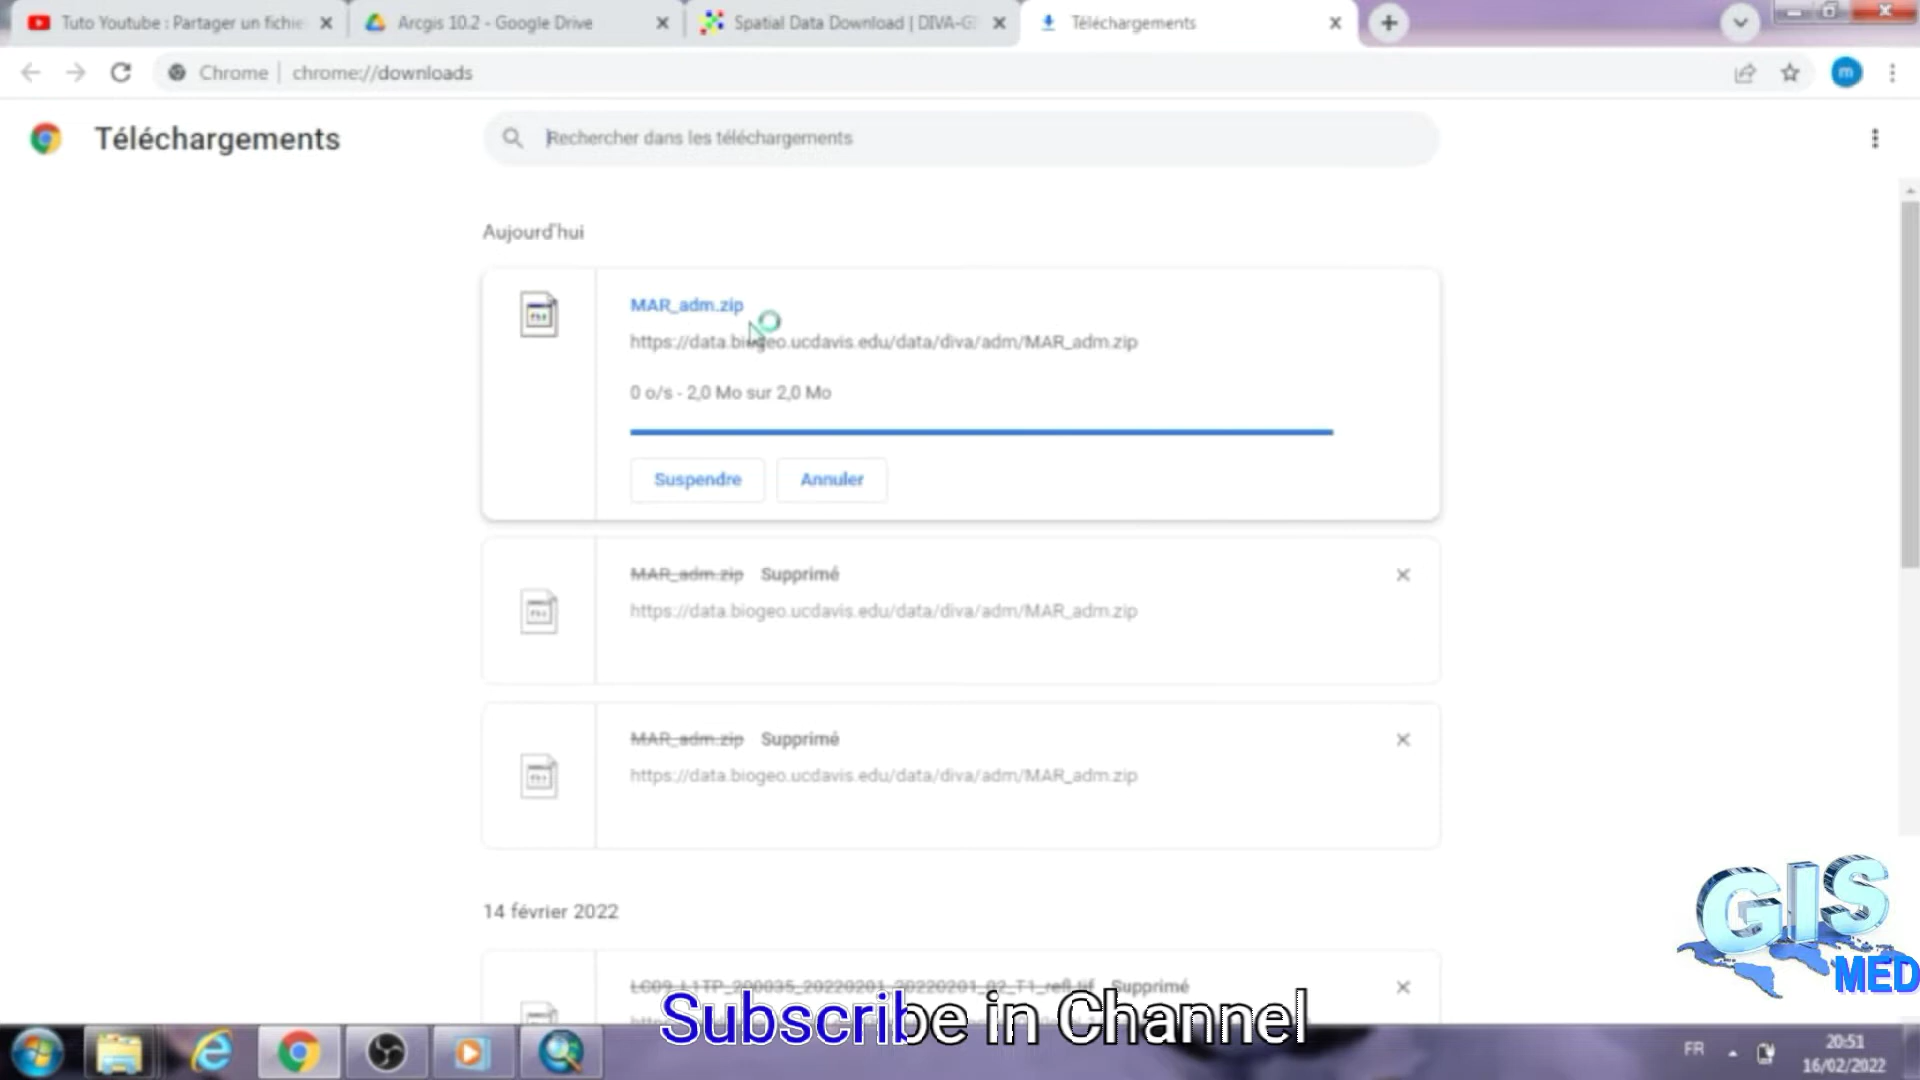 Tuto Youtube : Partager un fichie
Arcgis 10.2 - Google Drive
Spatial Data Download | DIVA-G
Téléchargements
Chrome | chrome://downloads
m
Téléchargements
Rechercher dans les téléchargements
Aujourd'hui
MAR_adm.zip
https://data.biogeo.ucdavis.edu/data/diva/adm/MAR_adm.zip
0 o/s - 2,0 Mo sur 2,0 Mo
Suspendre
Annuler
MAR_adm.zip Supprimé
https://data.biogeo.ucdavis.edu/data/diva/adm/MAR_adm.zip
MAR_adm.zip Supprimé
https://data.biogeo.ucdavis.edu/data/diva/adm/MAR_adm.zip
14 février 2022
LC09_L1TP_200035_20220201_20220201_02_T1_refl.tif Supprimé
Subscribe in Channel
GIS
MED
FR
20:51
16/02/2022